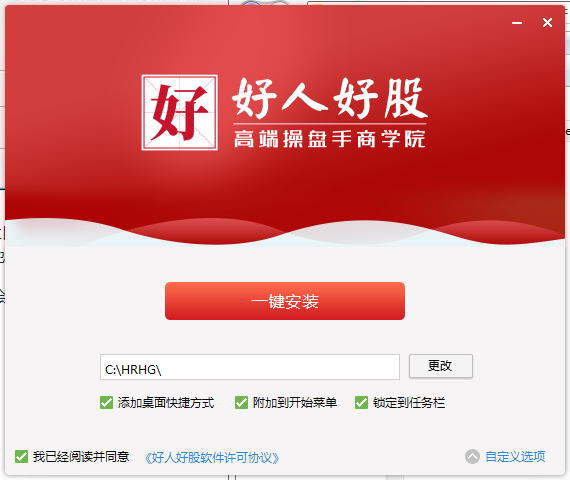 好
好人好股
高端操盘手商学院
一键安装
C:\HRHG\
更改
添加桌面快捷方式
附加到开始菜单
锁定到任务栏
我已经阅读并同意
《好人好股软件许可协议》
自定义选项